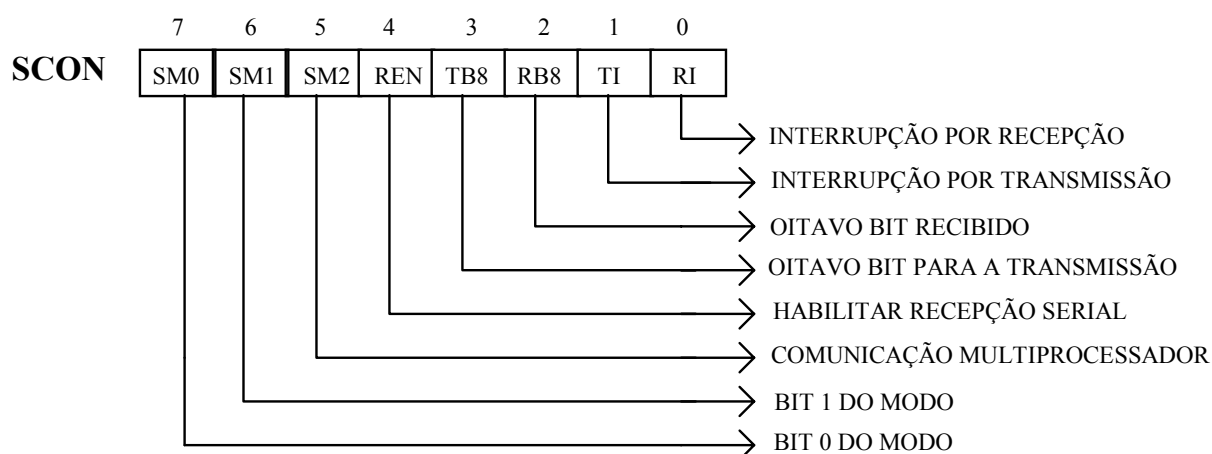 7 6 5 4 3 2 1 0
SCON SM0 SM1 SM2 REN TB8 RB8 TI RI
INTERRUPÇÃO POR RECEPÇÃO
INTERRUPÇÃO POR TRANSMISSÃO
OITAVO BIT RECIBIDO
OITAVO BIT PARA A TRANSMISSÃO
HABILITAR RECEPÇÃO SERIAL
COMUNICAÇÃO MULTIPROCESSADOR
BIT 1 DO MODO
BIT 0 DO MODO